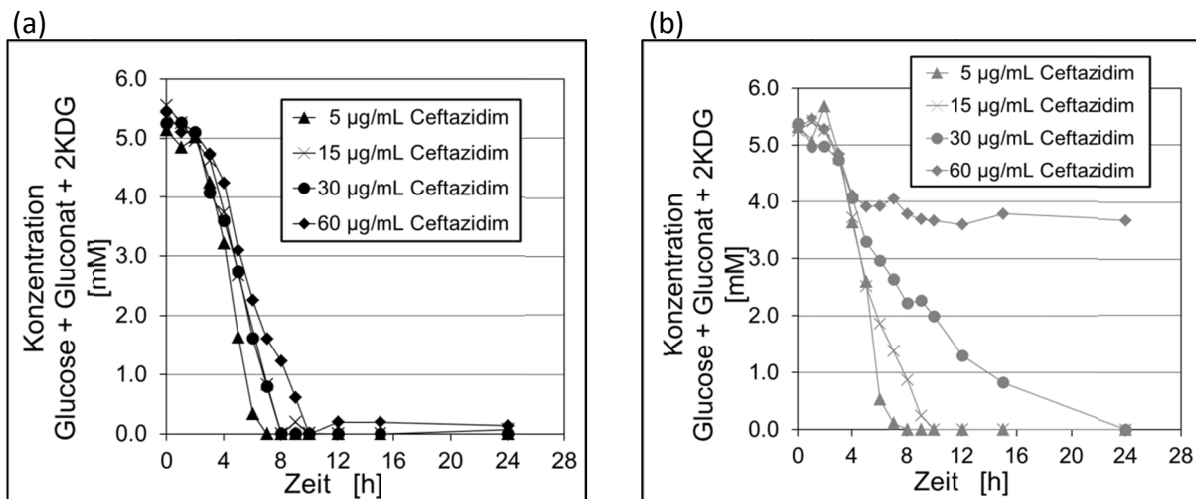 (a)
Konzentration
Glucose + Gluconat + 2KDG
[mM]
6.0
5.0
4.0
3.0
2.0
1.0
0.0
0 4 8 12 16 20 24 28
Zeit [h]
5 µg/mL Ceftazidim
15 µg/mL Ceftazidim
30 µg/mL Ceftazidim
60 µg/mL Ceftazidim
(b)
Konzentration
Glucose + Gluconat + 2KDG
[mM]
6.0
5.0
4.0
3.0
2.0
1.0
0.0
0 4 8 12 16 20 24 28
Zeit [h]
5 µg/mL Ceftazidim
15 µg/mL Ceftazidim
30 µg/mL Ceftazidim
60 µg/mL Ceftazidim